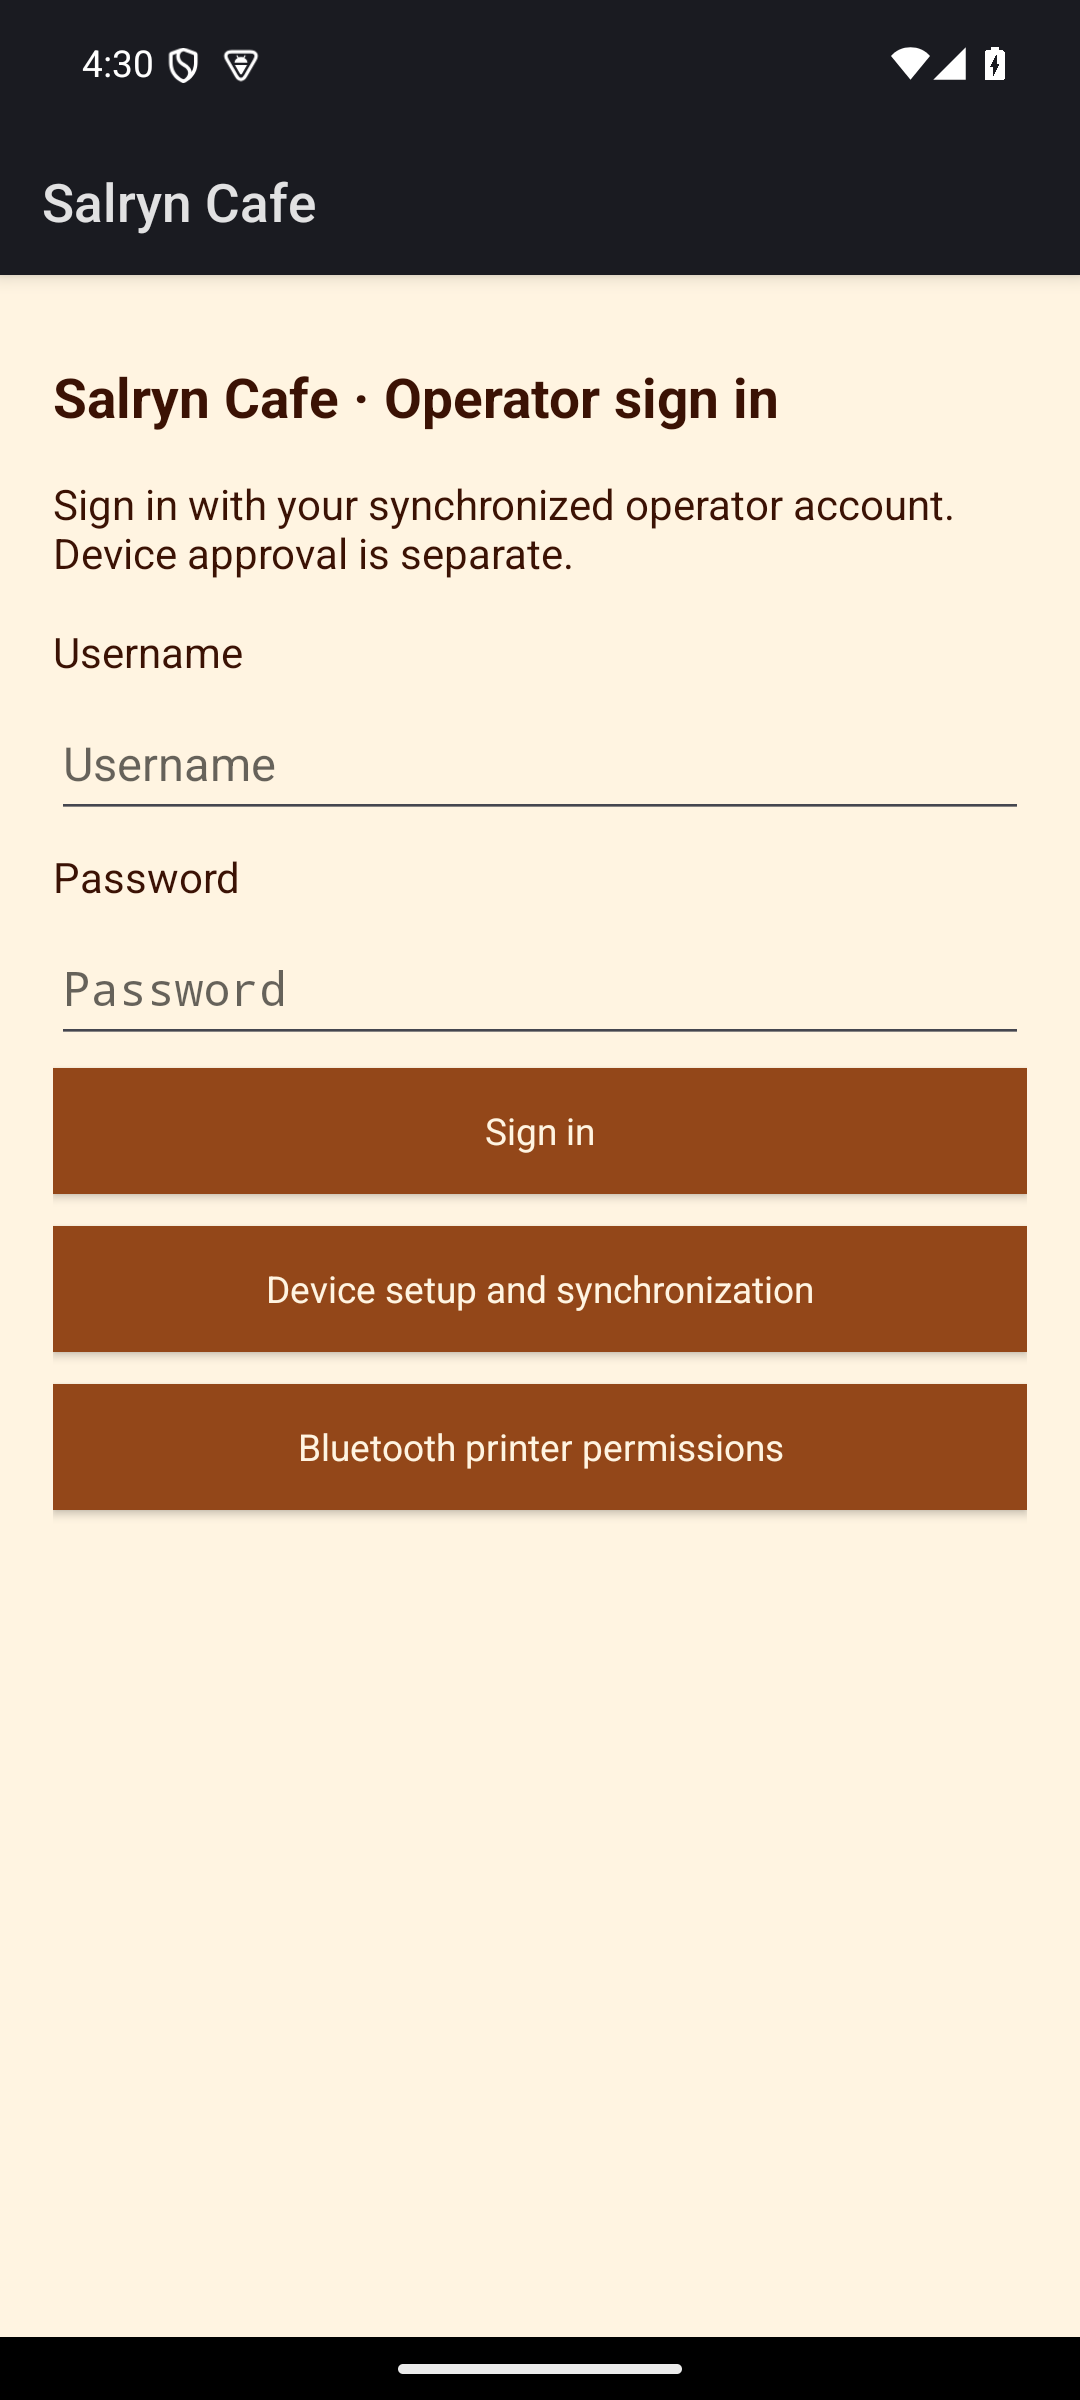 4:30
Salryn Cafe
Salryn Cafe · Operator sign in
Sign in with your synchronized operator account.
Device approval is separate.
Username
Username
Password
Password
Sign in
Device setup and synchronization
Bluetooth printer permissions